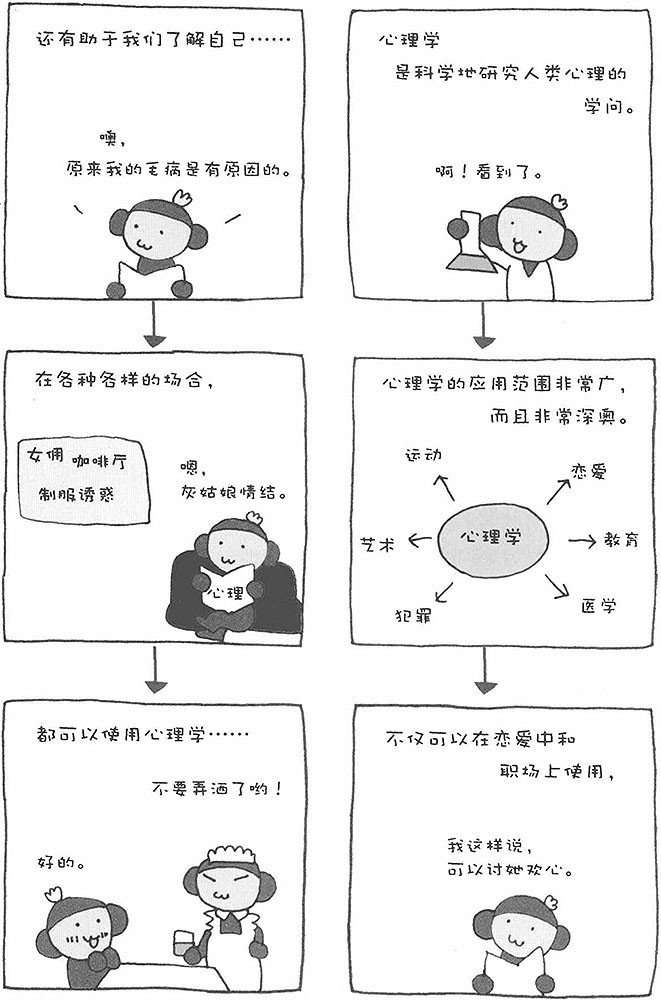 心理学
是科学地研究人类心理的
学问。
啊！看到了。
心理学的应用范围非常广，
而且非常深奥。
运动
恋爱
艺术
心理学
教育
犯罪
医学
不仅可以在恋爱中和
职场上使用，
我这样说，
可以讨她欢心。
还有助于我们了解自己……
噢，
原来我的毛病是有原因的。
在各种各样的场合，
女佣 咖啡厅
制服诱惑
嗯，
灰姑娘情结。
心理
都可以使用心理学……
不要弄洒了哟！
好的。